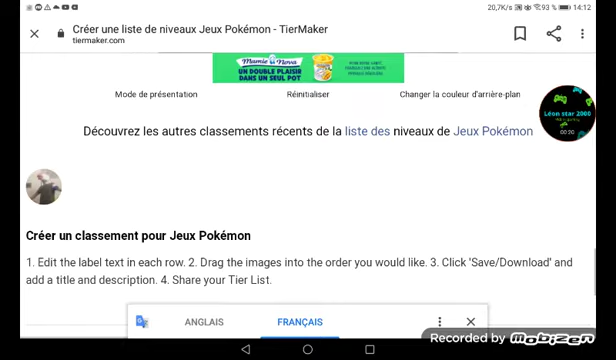 20,7K/s 93 % 14:12
Créer une liste de niveaux Jeux Pokémon - TierMaker
tiermaker.com
Mamie Nova
UN DOUBLE PLAISIR
DANS UN SEUL POT
Mode de présentation Réinitialiser Changer la couleur d'arrière-plan
Léon star 2000
00:20
Découvrez les autres classements récents de la liste des niveaux de Jeux Pokémon
Créer un classement pour Jeux Pokémon
1. Edit the label text in each row. 2. Drag the images into the order you would like. 3. Click 'Save/Download' and
add a title and description. 4. Share your Tier List.
ANGLAIS FRANÇAIS
Recorded by mobizen